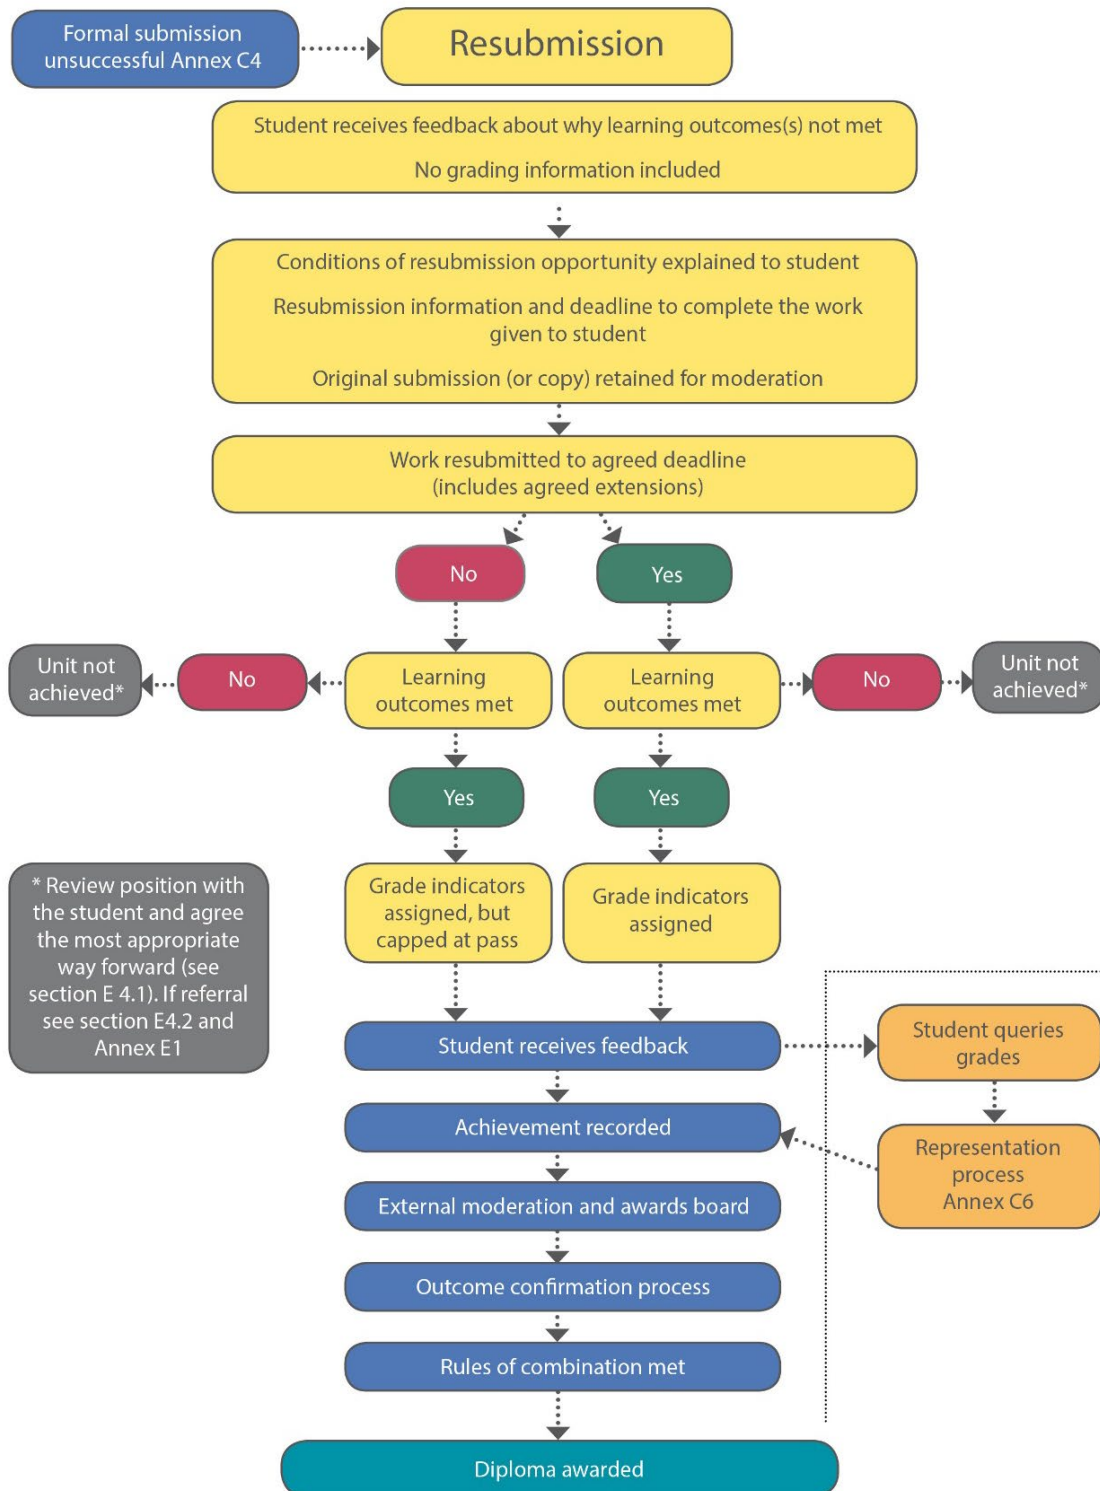 Formal submission
unsuccessful Annex C4
Resubmission
Student receives feedback about why learning outcomes(s) not met
No grading information included
Conditions of resubmission opportunity explained to student
Resubmission information and deadline to complete the work
given to student
Original submission (or copy) retained for moderation
Work resubmitted to agreed deadline
(includes agreed extensions)
No
Yes
Unit not
achieved*
No
Learning
outcomes met
Learning
outcomes met
No
Unit not
achieved*
Yes
Yes
* Review position with
the student and agree
the most appropriate
way forward (see
section E 4.1). If referral
see section E4.2 and
Annex E1
Grade indicators
assigned, but
capped at pass
Grade indicators
assigned
Student receives feedback
Student queries
grades
Achievement recorded
Representation
process
Annex C6
External moderation and awards board
Outcome confirmation process
Rules of combination met
Diploma awarded